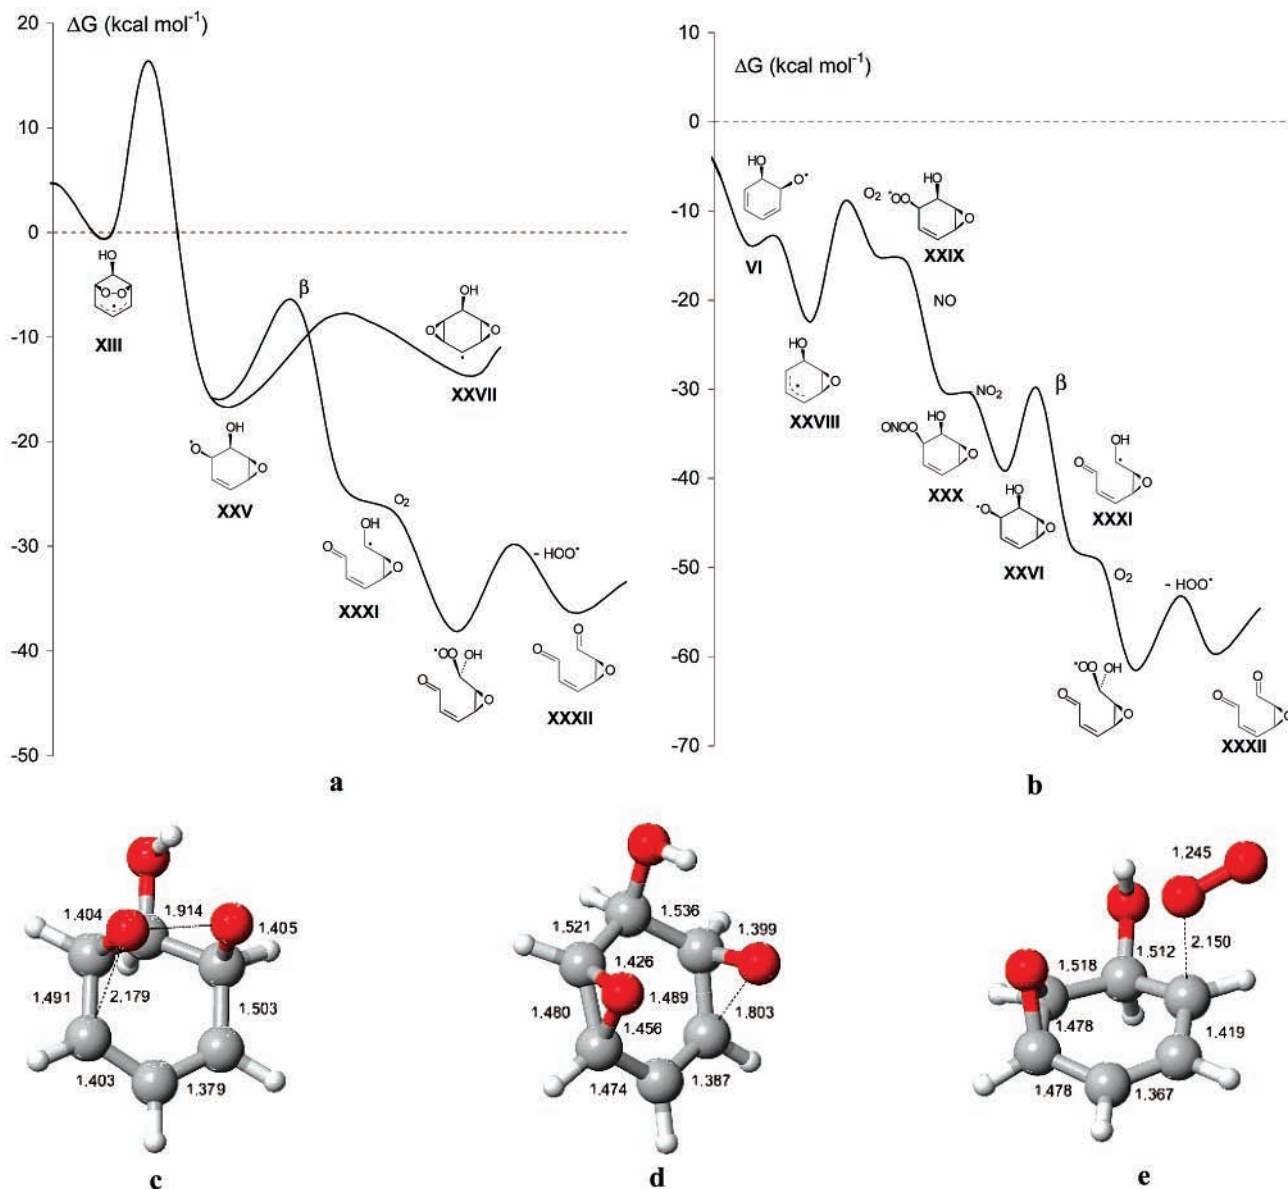 20
ΔG (kcal mol⁻¹)
10
0
-10
-20
-30
-40
-50
HO
O-O
XIII
β
OH
O
O
XXVII
•O
OH
O
XXV
O₂
OH
O
O
XXXI
- HOO•
•OO
OH
O
O
O
O
O
XXXII
a
10
ΔG (kcal mol⁻¹)
0
-10
-20
-30
-40
-50
-60
-70
HO
O•
VI
HO
O
XXVIII
O₂
•OO
HO
O
XXIX
NO
NO₂
ONOO
HO
O
XXX
β
•O
HO
O
XXVI
OH
O
O
XXXI
O₂
- HOO•
•OO
OH
O
O
O
O
O
XXXII
b
1.404
1.914
1.405
1.491
2.179
1.503
1.403
1.379
c
1.521
1.536
1.399
1.426
1.480
1.489
1.456
1.803
1.474
1.387
d
1.245
2.150
1.518
1.512
1.478
1.419
1.478
1.367
e